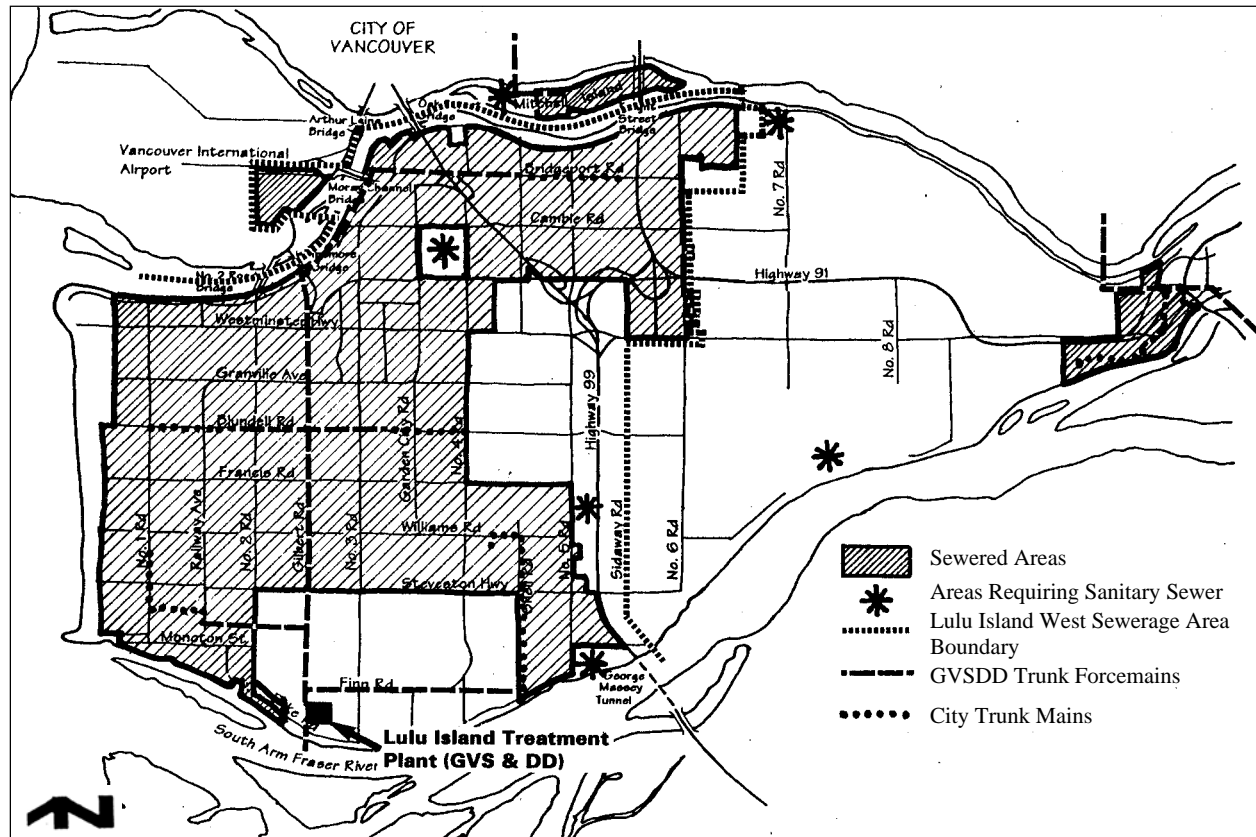 CITY OF
VANCOUVER
Mitchell
Island
Arthur Laing
Bridge
Bridge
Street
Bridge
Vancouver International
Airport
Moray Channel
Bridge
Bridgeport Rd
No. 7 Rd
Cambie Rd
No. 2 Road
Bridge
Bridge
Highway 91
Westminster Hwy
No. 8 Rd
Granville Ave
Highway 99
Blundell Rd
Garden City Rd
No. 4 Rd
Francis Rd
No. 1 Rd
Railway Ave
No. 2 Rd
Gilbert Rd
No. 3 Rd
Williams Rd
No. 5 Rd
Sidaway Rd
No. 6 Rd
Steveston Hwy
Shell Rd
Moncton St.
Finn Rd
George
Massey
Tunnel
South Arm Fraser River
Lulu Island Treatment
Plant (GVS & DD)
Sewered Areas
Areas Requiring Sanitary Sewer
Lulu Island West Sewerage Area
Boundary
GVSDD Trunk Forcemains
City Trunk Mains
N